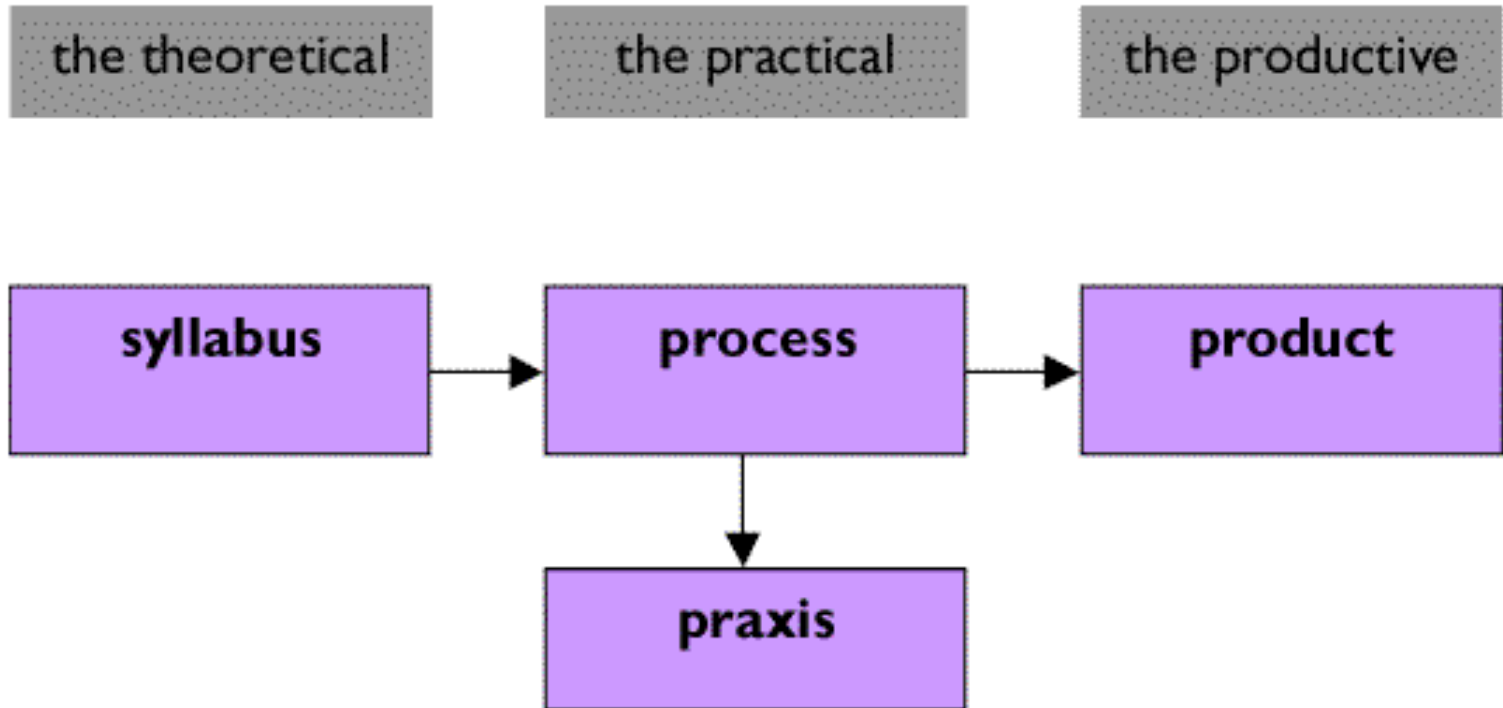 the theoretical
the practical
the productive
syllabus
process
product
praxis